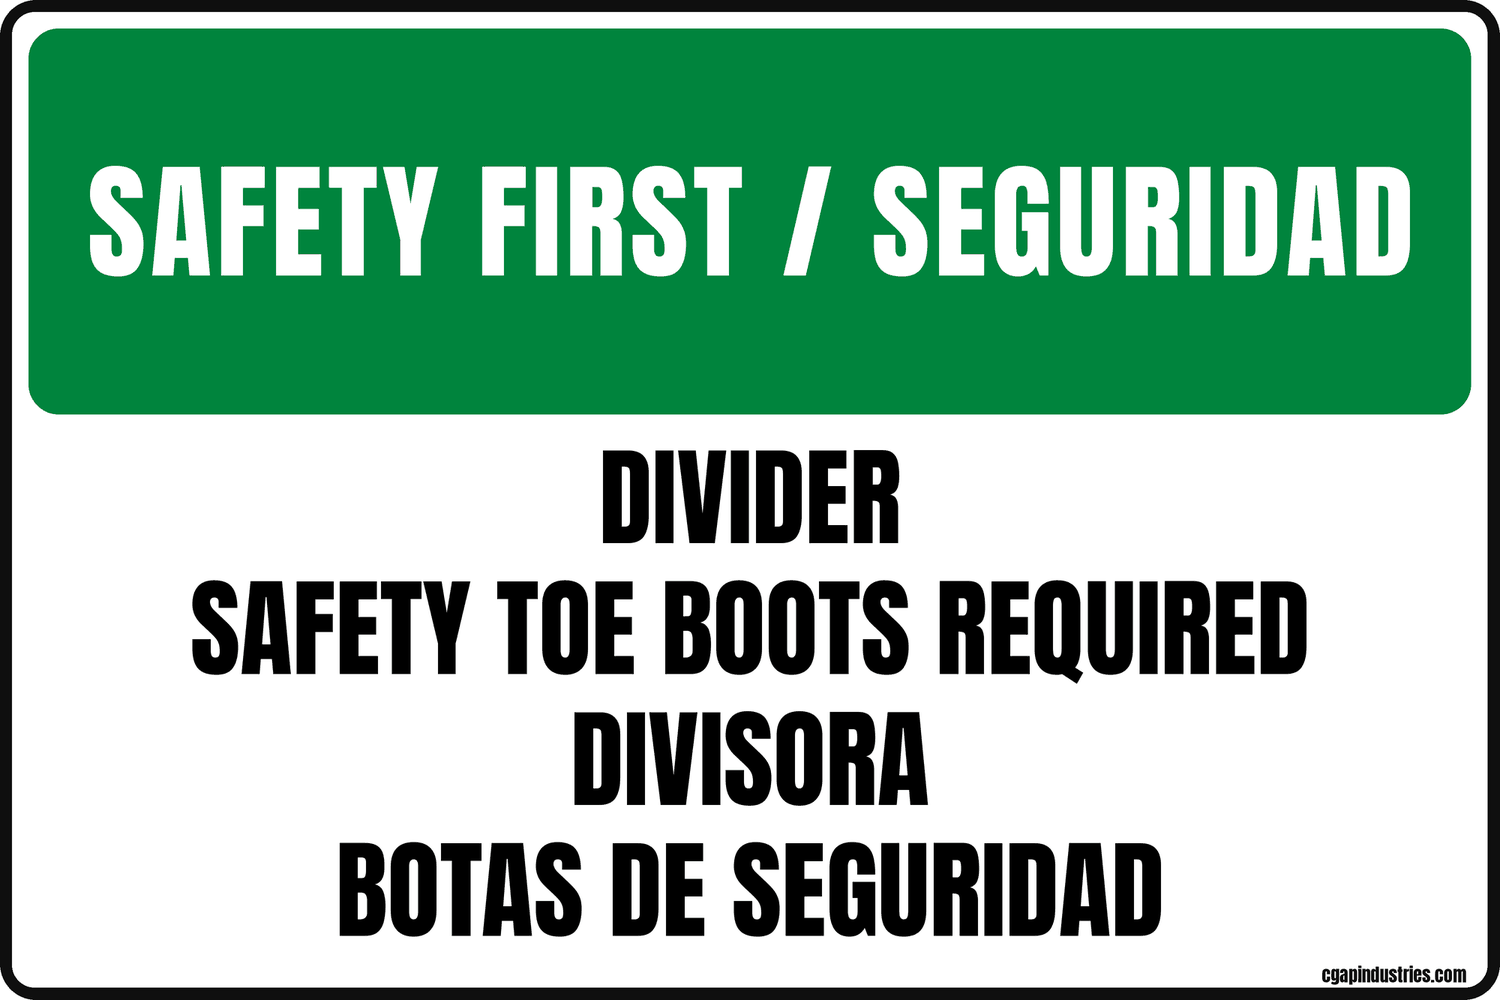 SAFETY FIRST / SEGURIDAD
DIVIDER
SAFETY TOE BOOTS REQUIRED
DIVISORA
BOTAS DE SEGURIDAD
cgapindustries.com